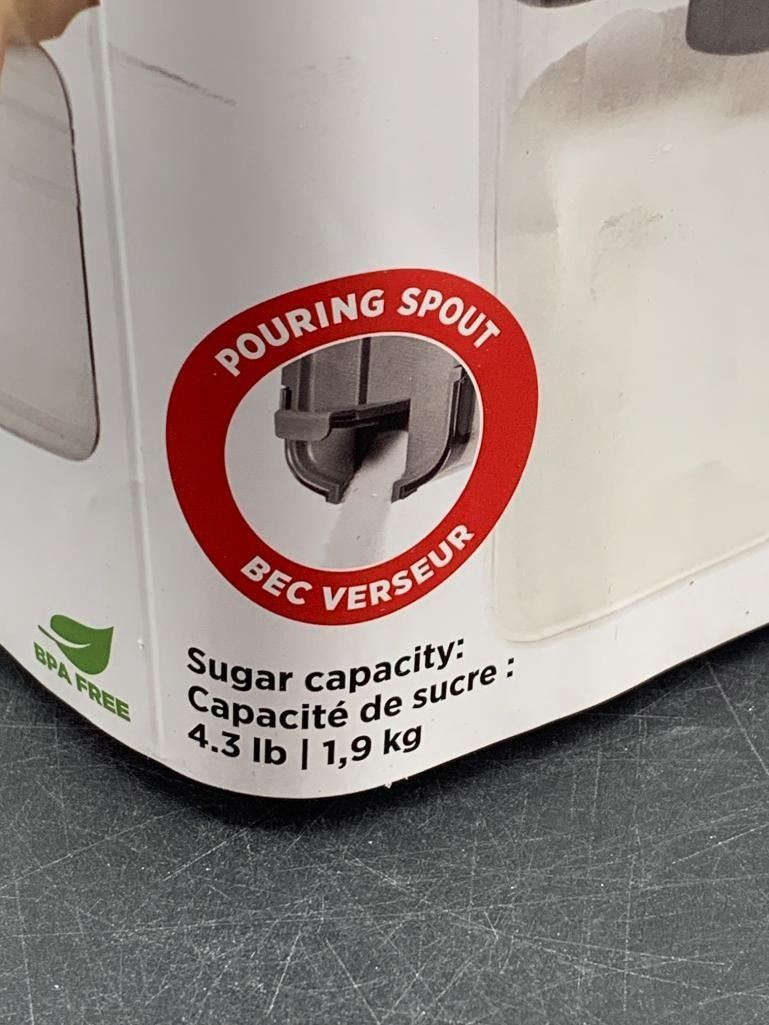 POURING SPOUT
BEC VERSEUR
BPA FREE
Sugar capacity:
Capacité de sucre :
4.3 lb | 1,9 kg